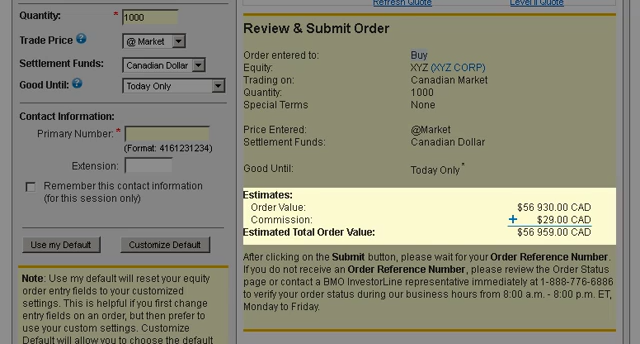 Quantity: * 1000
Trade Price ? @ Market
Settlement Funds: Canadian Dollar
Good Until: ? Today Only
Contact Information:
Primary Number: *
(Format: 4161231234)
Extension:
Remember this contact information
(for this session only)
Use my Default Customize Default
Note: Use my default will reset your equity
order entry fields to your customized
settings. This is helpful if you first change
entry fields on an order, but then prefer to
use your custom settings. Customize
Default will allow you to choose the default
Refresh Quote Level II Quote
Review & Submit Order
Order entered to: Buy
Equity: XYZ (XYZ CORP)
Trading on: Canadian Market
Quantity: 1000
Special Terms None
Price Entered: @Market
Settlement Funds: Canadian Dollar
Good Until: Today Only *
Estimates:
Order Value: $56 930.00 CAD
Commission: + $29.00 CAD
Estimated Total Order Value: $56 959.00 CAD
After clicking on the Submit button, please wait for your Order Reference Number.
If you do not receive an Order Reference Number, please review the Order Status
page or contact a BMO InvestorLine representative immediately at 1-888-776-6886
to verify your order status during our business hours from 8:00 a.m. - 8:00 p.m. ET,
Monday to Friday.